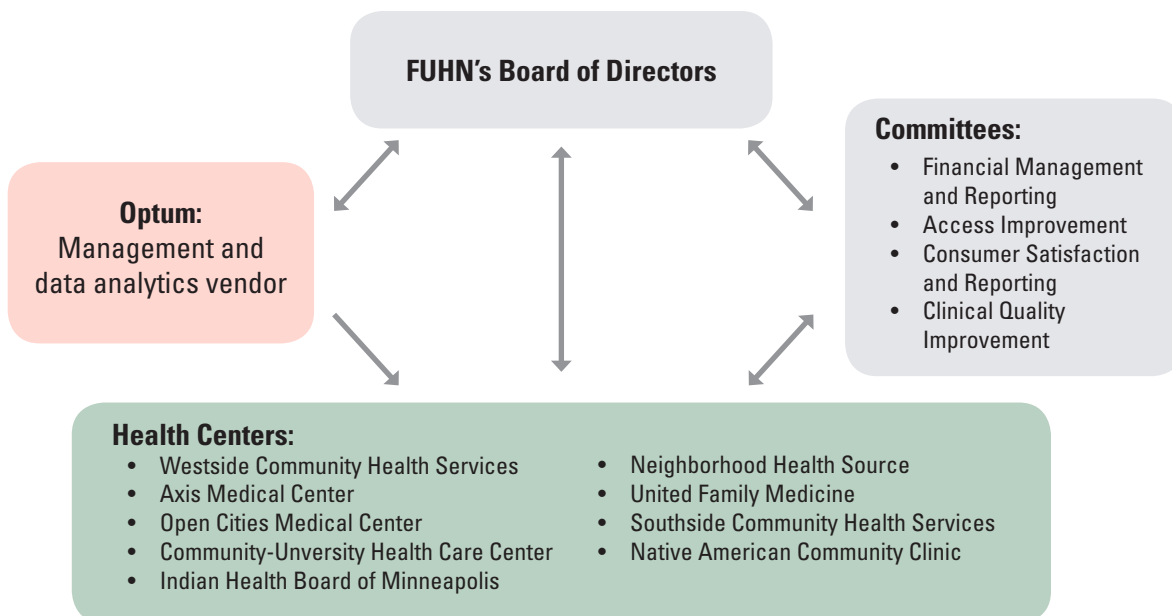 FUHN's Board of Directors
Optum:
Management and
data analytics vendor
Committees:
• Financial Management
and Reporting
• Access Improvement
• Consumer Satisfaction
and Reporting
• Clinical Quality
Improvement
Health Centers:
• Westside Community Health Services
• Axis Medical Center
• Open Cities Medical Center
• Community-Unversity Health Care Center
• Indian Health Board of Minneapolis
• Neighborhood Health Source
• United Family Medicine
• Southside Community Health Services
• Native American Community Clinic